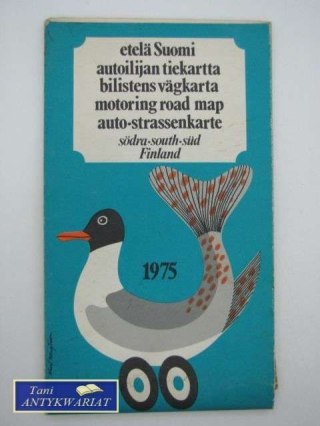 etelä Suomi
autoilijan tiekartta
bilistens vägkarta
motoring road map
auto-strassenkarte
södra-south-süd
Finland
1975
Tani
ANTYKWARIAT